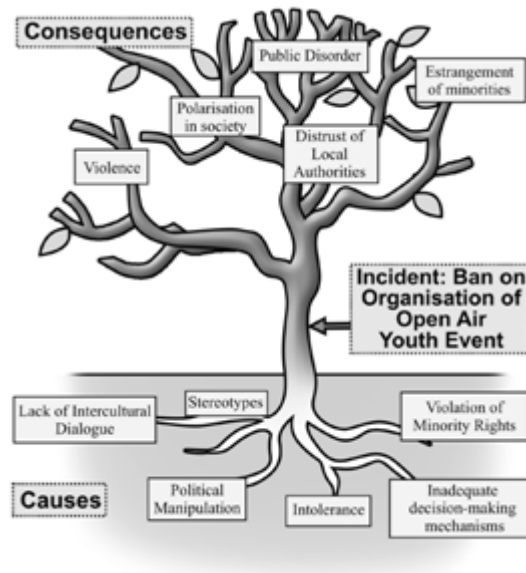 Consequences
Public Disorder
Estrangement
of minorities
Polarisation
in society
Distrust of
Local
Authorities
Violence
Incident: Ban on
Organisation of
Open Air
Youth Event
Stereotypes
Lack of Intercultural
Dialogue
Violation of
Minority Rights
Causes
Political
Manipulation
Intolerance
Inadequate
decision-making
mechanisms